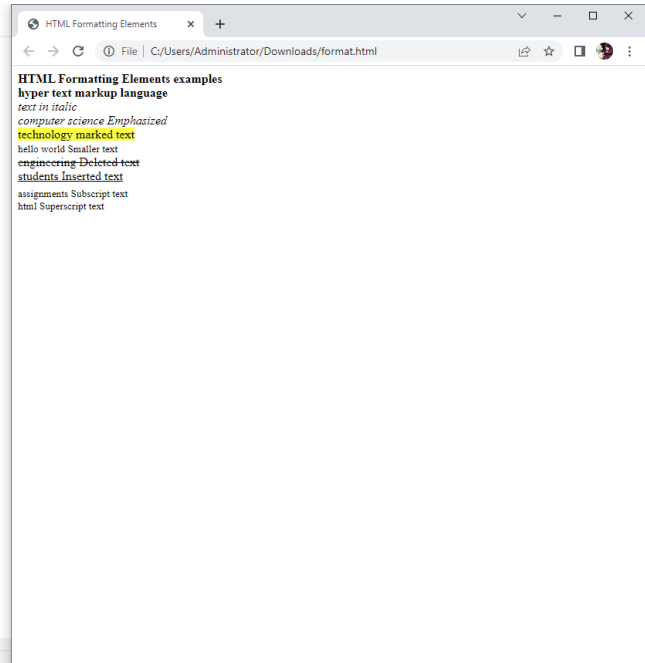 HTML Formatting Elements
File C:/Users/Administrator/Downloads/format.html
HTML Formatting Elements examples
hyper text markup language
text in italic
computer science Emphasized
technology marked text
hello world Smaller text
engineering Deleted text
students Inserted text
assignments Subscript text
html Superscript text